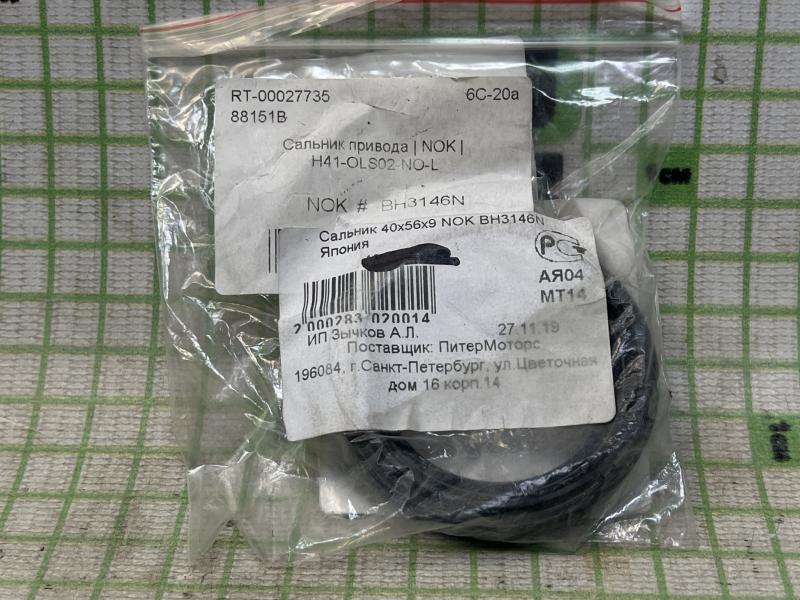 RT-00027735 6C-20a
88151B
Сальник привода | NOK |
H41-OLS02-NO-L
NOK # BH3146N
Сальник 40x56x9 NOK BH3146N
Япония
АЯ04
МТ14
2 000283 020014
ИП Зычков А.Л. 27.11.19
Поставщик: ПитерМоторс
196084, г.Санкт-Петербург, ул.Цветочная
дом 16 корп.14
CM